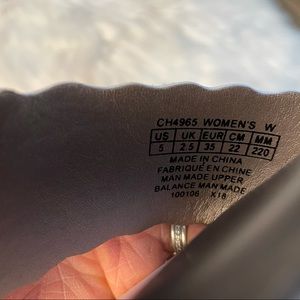 CH4965 WOMEN'S W
US UK EUR CM MM
5 2.5 35 22 220
MADE IN CHINA
FABRIQUÉ EN CHINE
MAN MADE UPPER
BALANCE MAN MADE
100106 X18